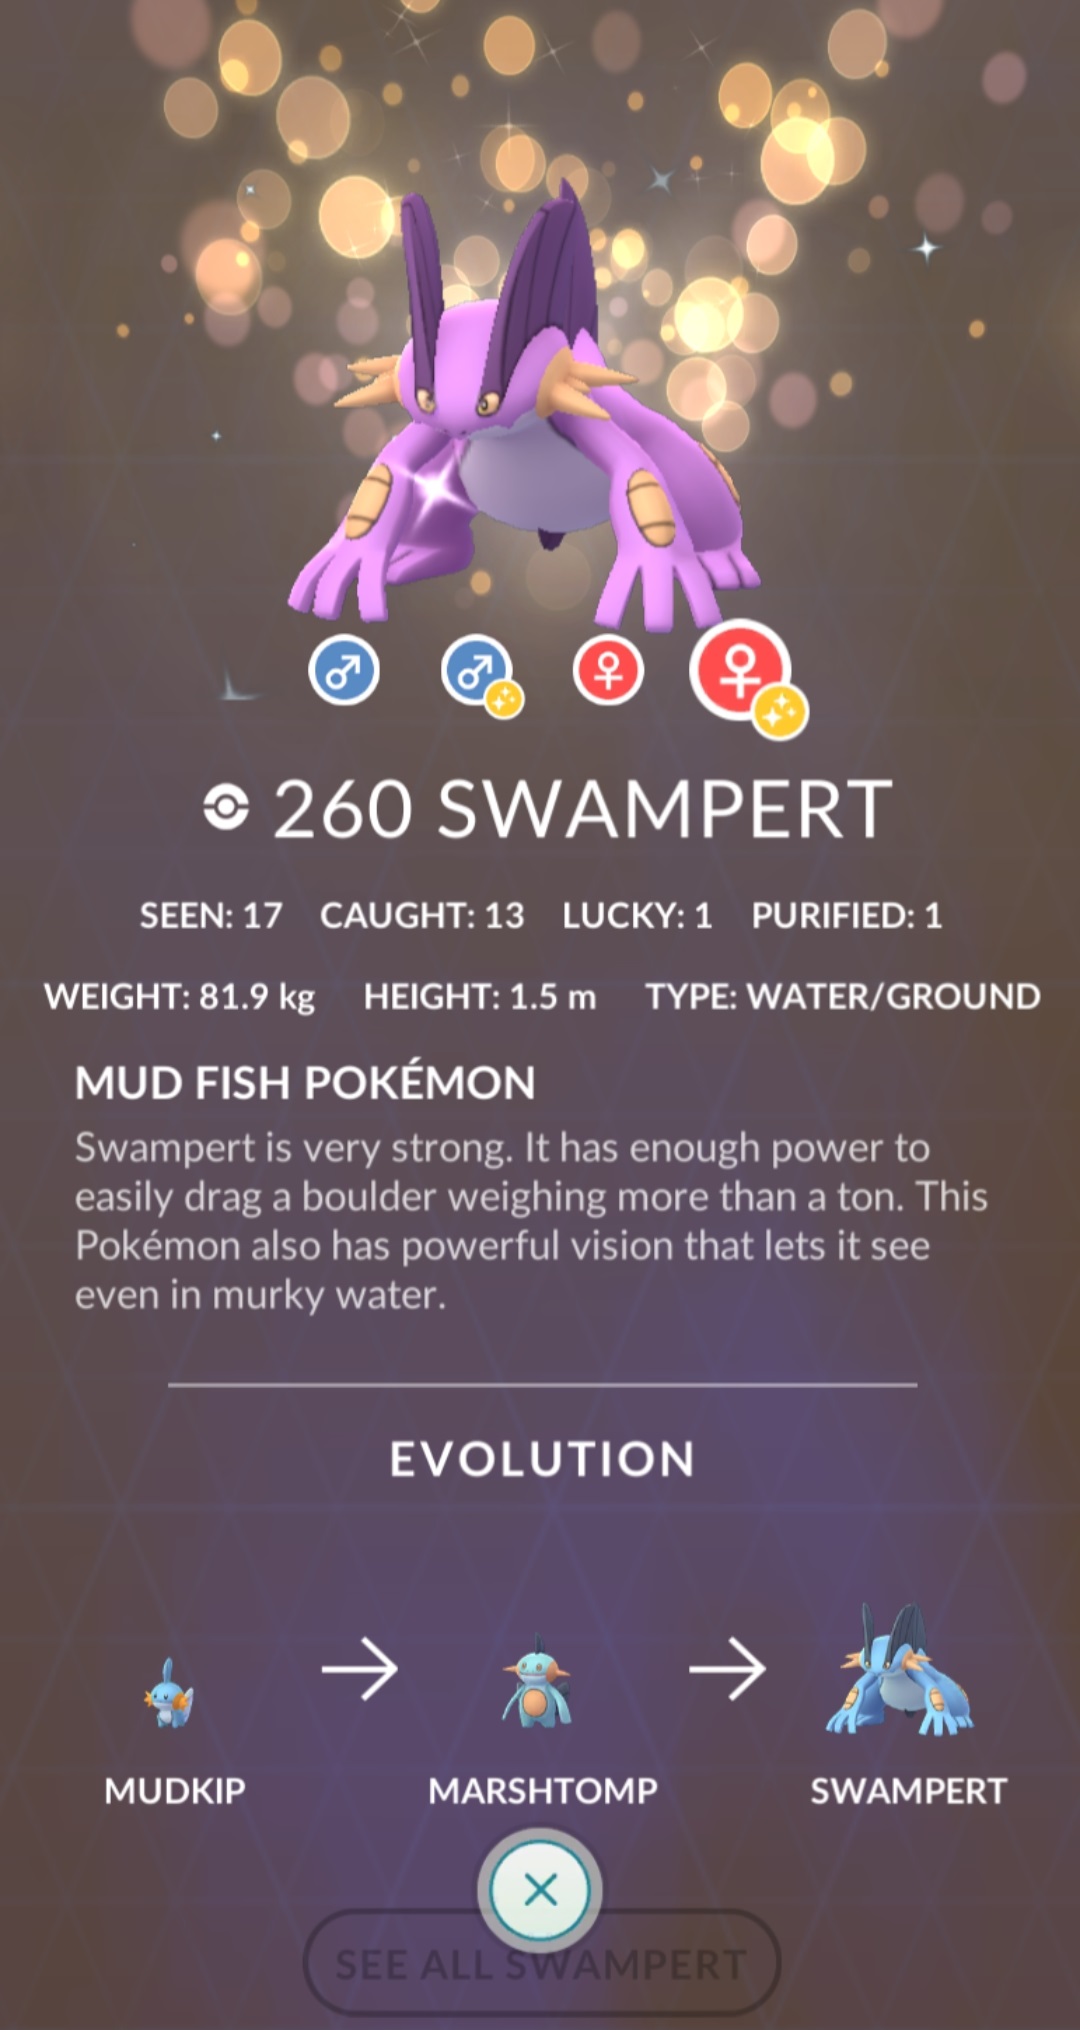 260 SWAMPERT
SEEN: 17 CAUGHT: 13 LUCKY: 1 PURIFIED: 1
WEIGHT: 81.9 kg HEIGHT: 1.5 m TYPE: WATER/GROUND
MUD FISH POKÉMON
Swampert is very strong. It has enough power to
easily drag a boulder weighing more than a ton. This
Pokémon also has powerful vision that lets it see
even in murky water.
EVOLUTION
MUDKIP MARSHTOMP SWAMPERT
SEE ALL SWAMPERT